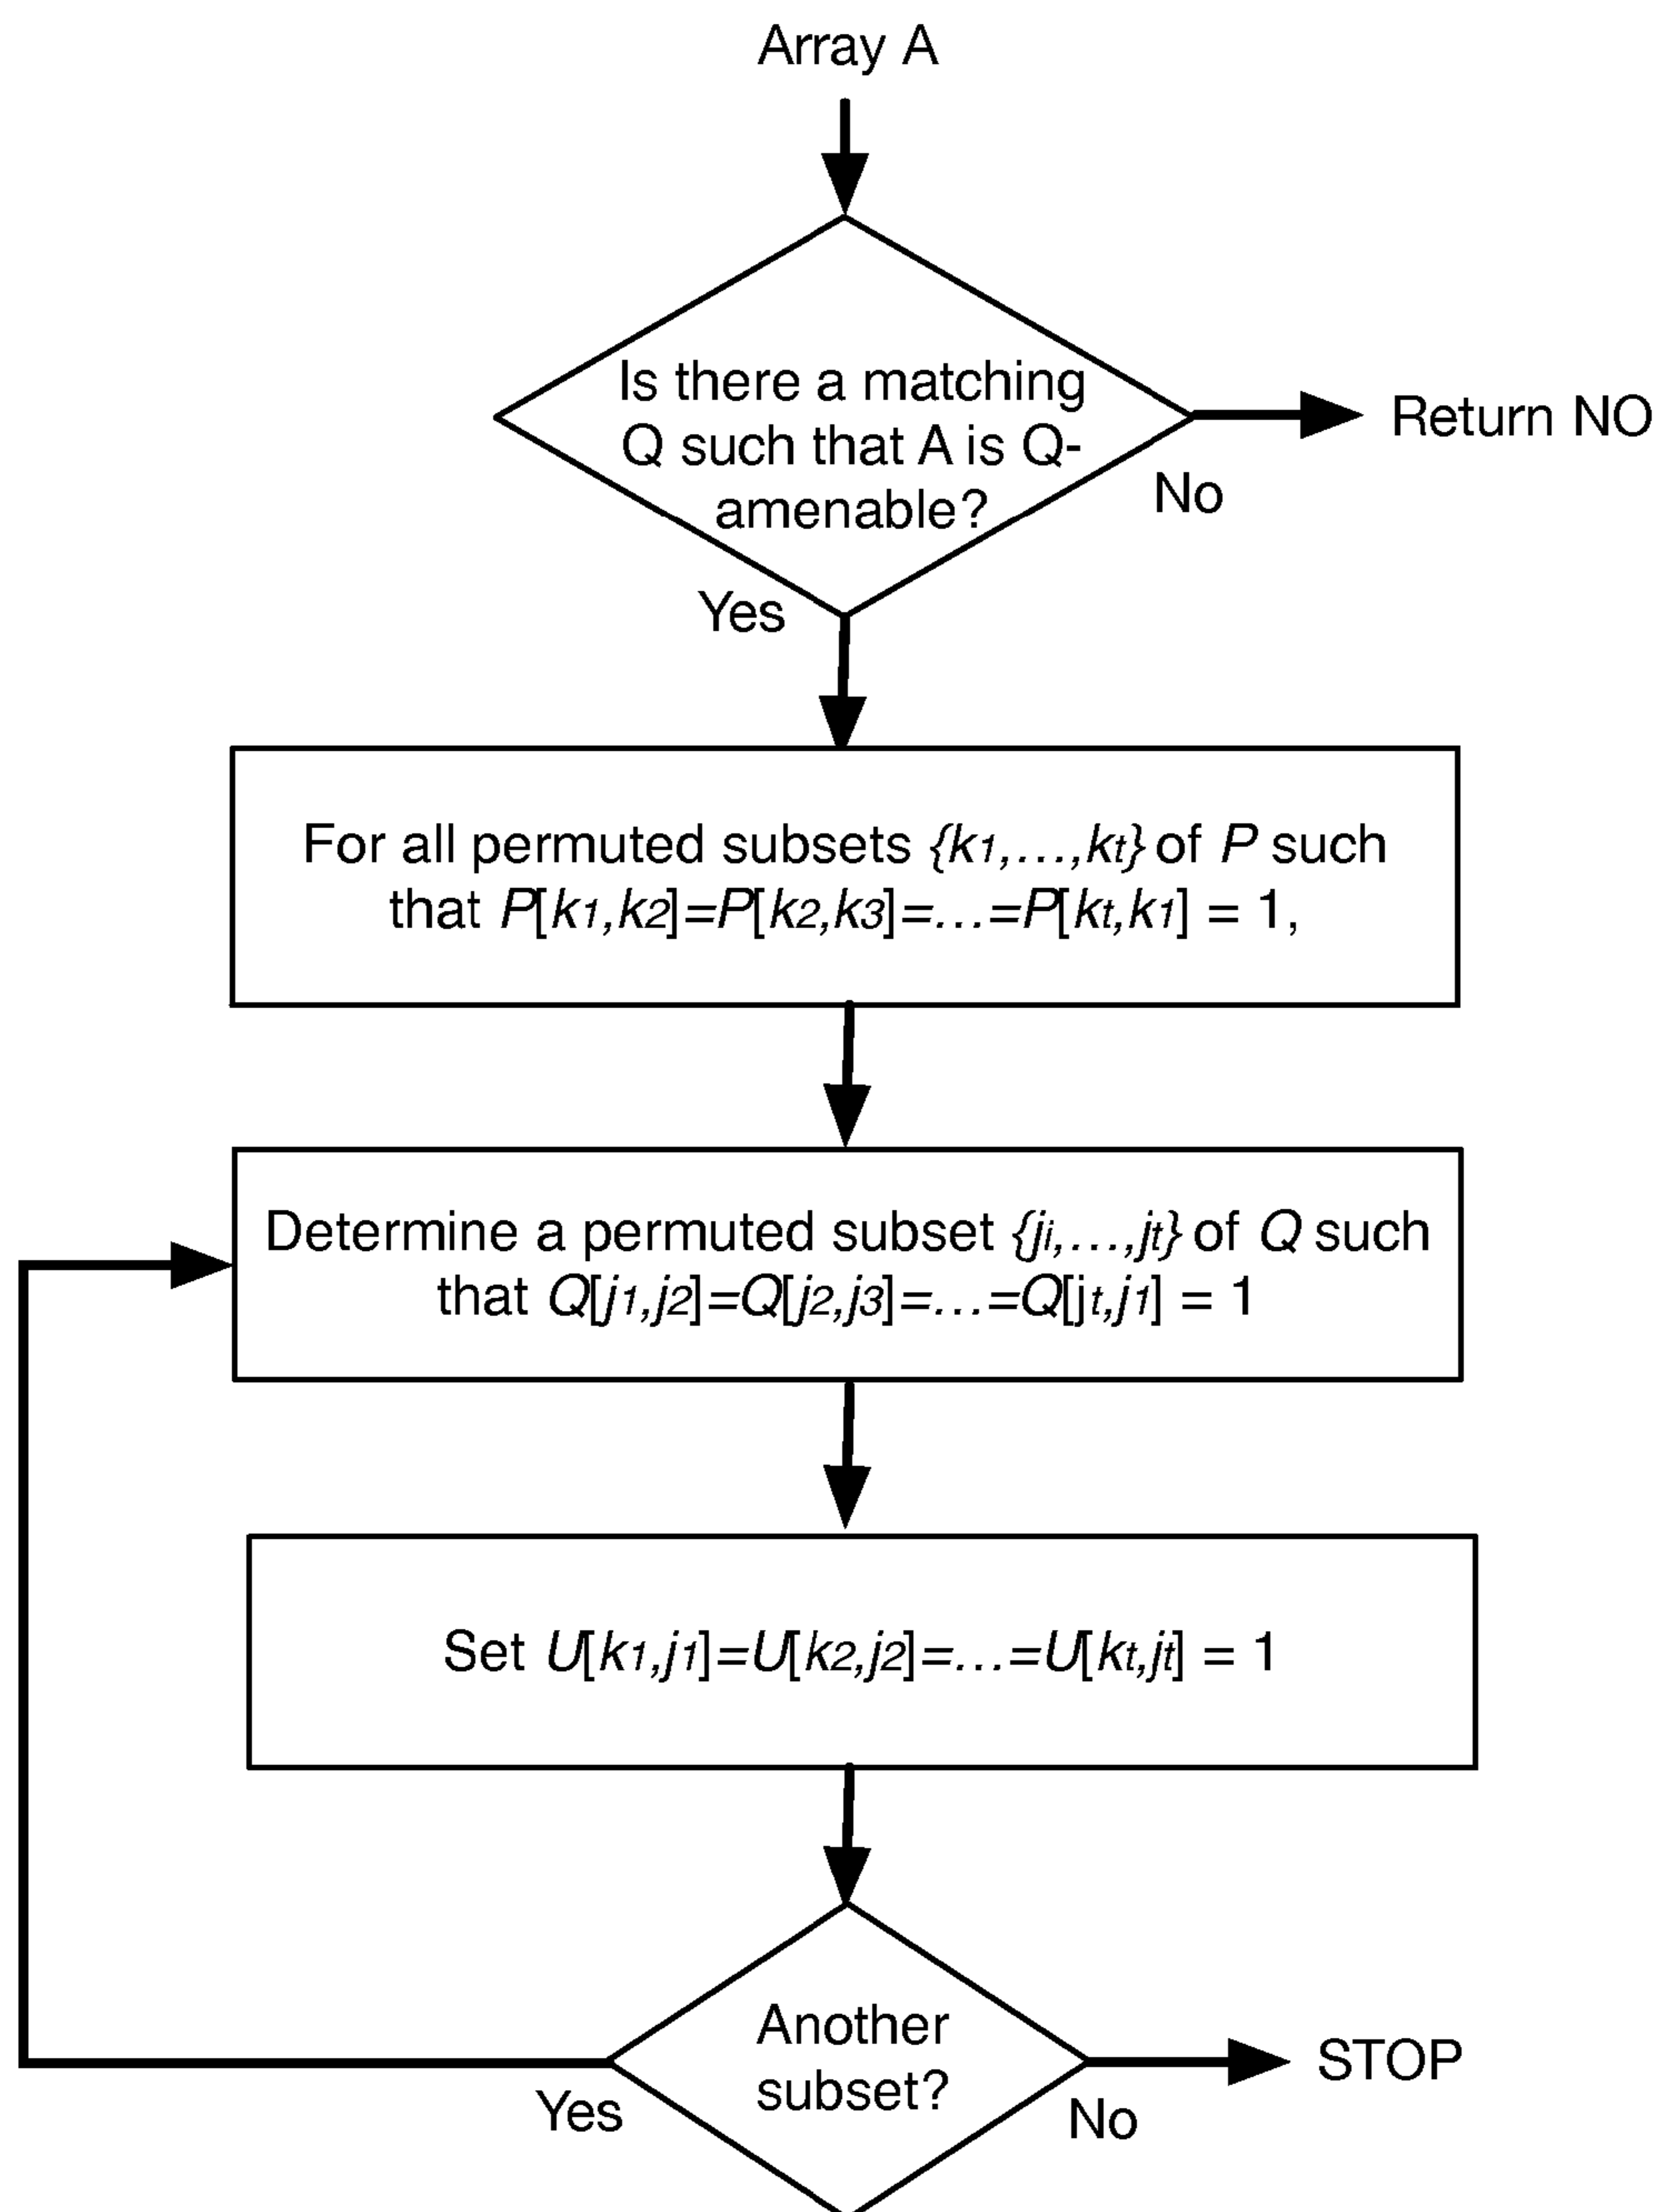 Array A
Is there a matching
Q such that A is Q-
amenable?
Return NO
No
Yes
For all permuted subsets {k1,...,kt} of P such
that P[k1,k2]=P[k2,k3]=...=P[kt,k1] = 1,
Determine a permuted subset {ji,...,jt} of Q such
that Q[j1,j2]=Q[j2,j3]=...=Q[jt,j1] = 1
Set U[k1,j1]=U[k2,j2]=...=U[kt,jt] = 1
Another
subset?
STOP
Yes
No